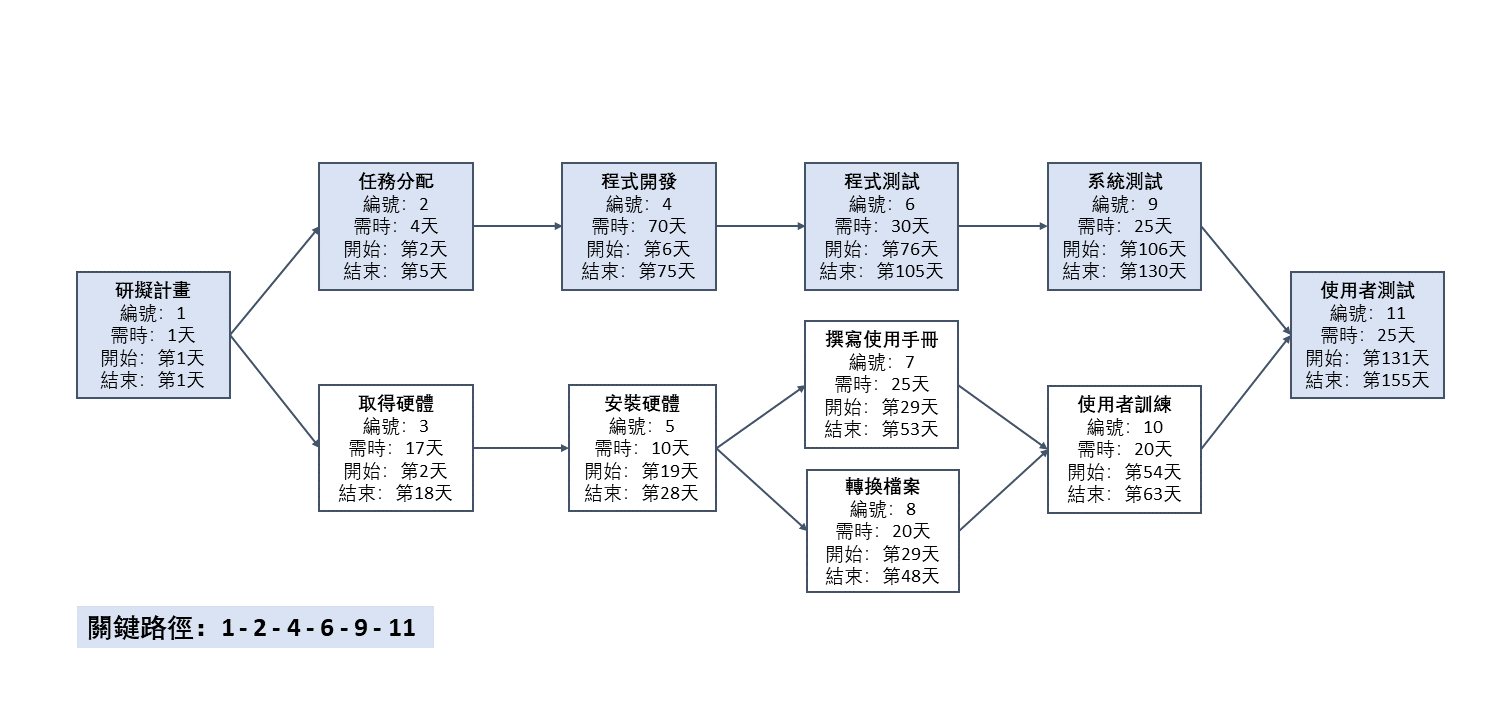 研擬計畫
編號：1
需時：1天
開始：第1天
結束：第1天
任務分配
編號：2
需時：4天
開始：第2天
結束：第5天
程式開發
編號：4
需時：70天
開始：第6天
結束：第75天
程式測試
編號：6
需時：30天
開始：第76天
結束：第105天
系統測試
編號：9
需時：25天
開始：第106天
結束：第130天
取得硬體
編號：3
需時：17天
開始：第2天
結束：第18天
安裝硬體
編號：5
需時：10天
開始：第19天
結束：第28天
撰寫使用手冊
編號：7
需時：25天
開始：第29天
結束：第53天
轉換檔案
編號：8
需時：20天
開始：第29天
結束：第48天
使用者訓練
編號：10
需時：20天
開始：第54天
結束：第63天
使用者測試
編號：11
需時：25天
開始：第131天
結束：第155天
關鍵路徑：1 - 2 - 4 - 6 - 9 - 11